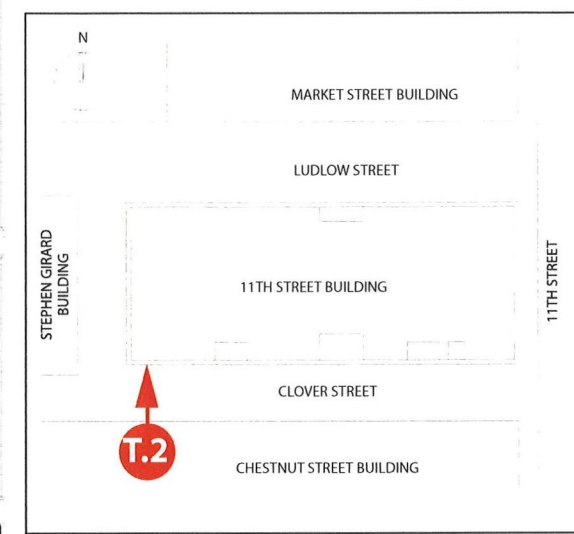 N
MARKET STREET BUILDING
LUDLOW STREET
STEPHEN GIRARD
BUILDING
11TH STREET BUILDING
11TH STREET
CLOVER STREET
T.2
CHESTNUT STREET BUILDING